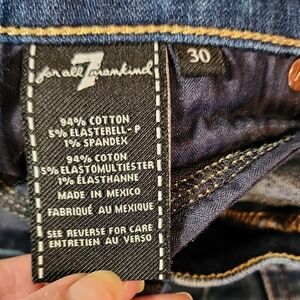 7
for all mankind
30
94% COTTON
5% ELASTERELL-P
1% SPANDEX
94% COTON
5% ELASTOMULTIESTER
1% ÉLASTHANNE
MADE IN MEXICO
FABRIQUÉ AU MEXIQUE
SEE REVERSE FOR CARE
ENTRETIEN AU VERSO